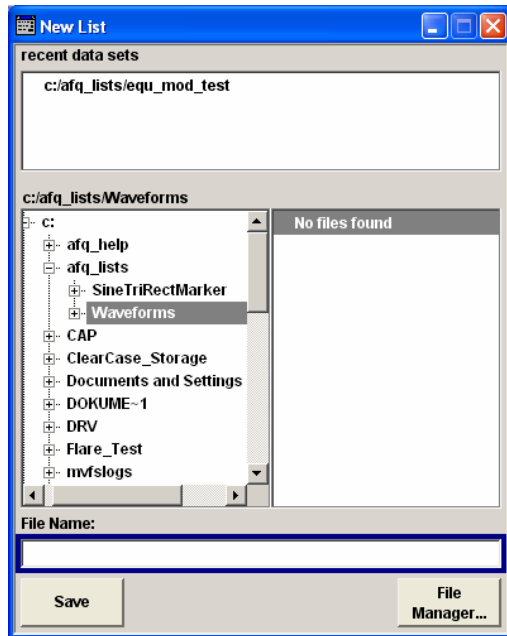 New List
recent data sets
c:/afq_lists/equ_mod_test
c:/afq_lists/Waveforms
c:
afq_help
afq_lists
SineTriRectMarker
Waveforms
CAP
ClearCase_Storage
Documents and Settings
DOKUME~1
DRV
Flare_Test
mvfslogs
No files found
File Name:
Save
File
Manager...